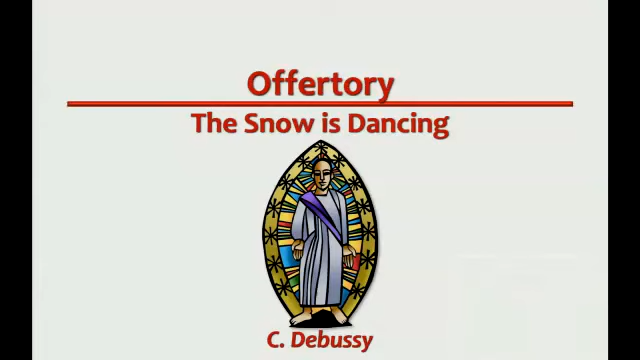 Offertory
The Snow is Dancing
C. Debussy